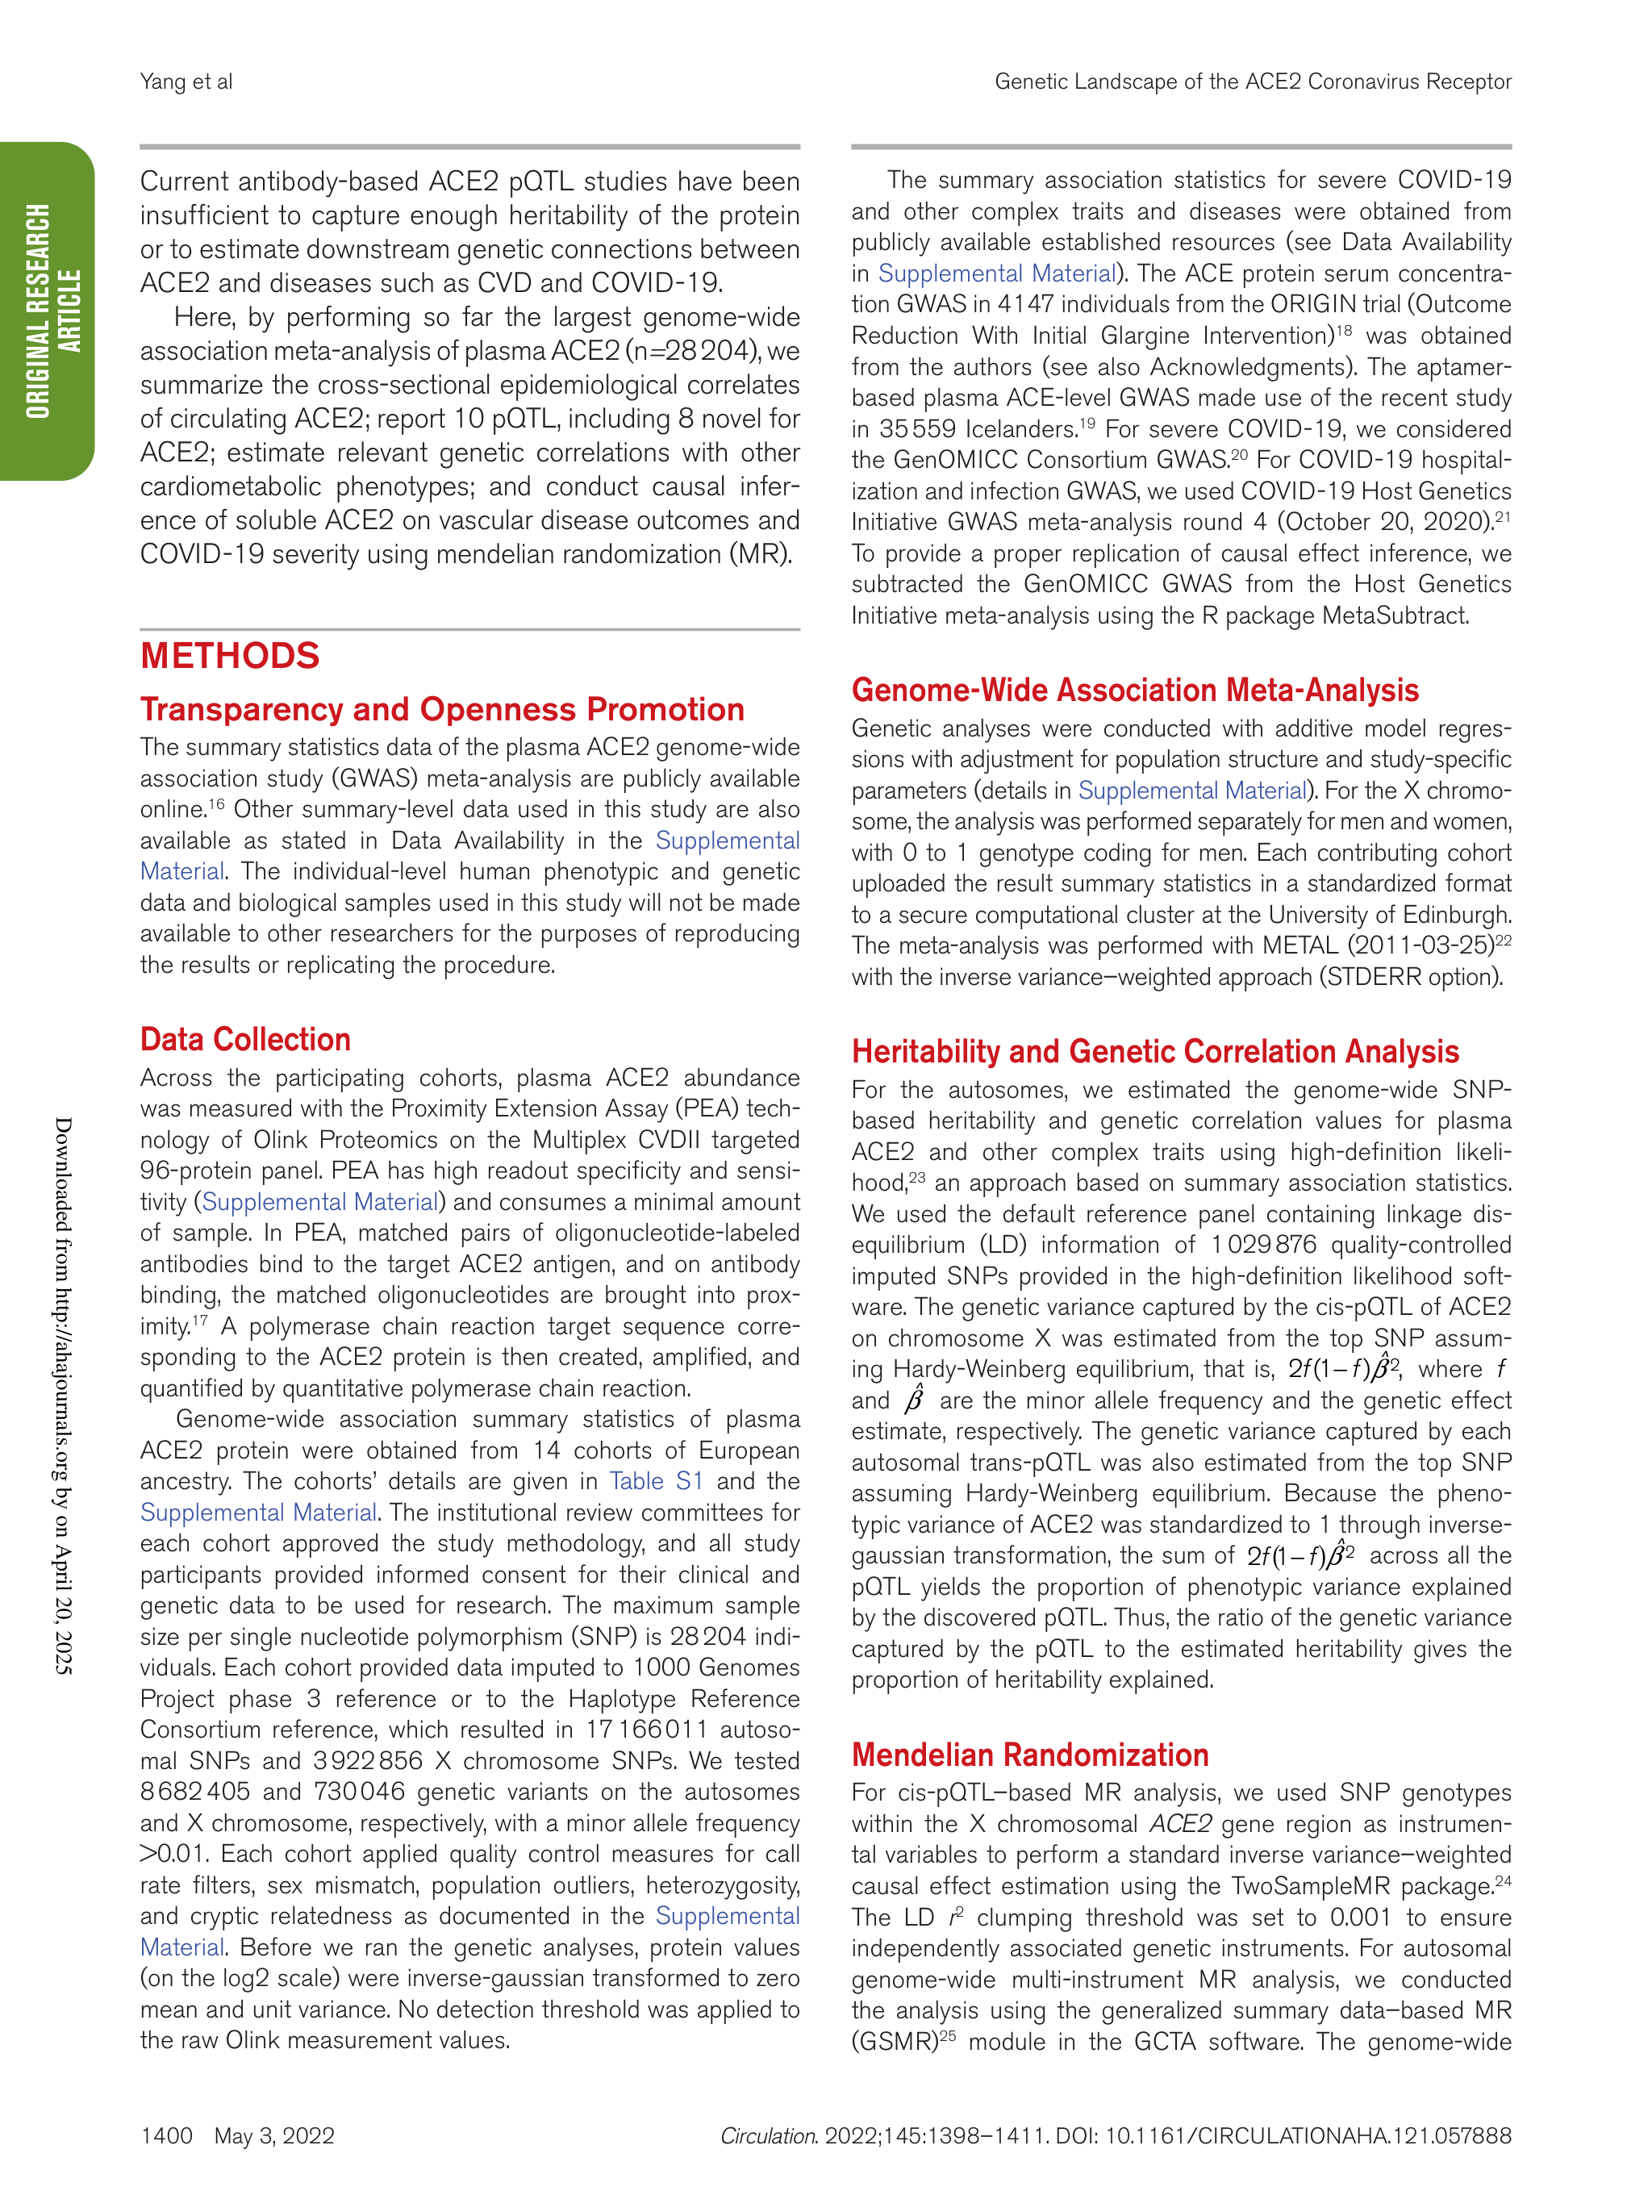 Yang et al
Genetic Landscape of the ACE2 Coronavirus Receptor
ORIGINAL RESEARCH
ARTICLE
Current antibody-based ACE2 pQTL studies have been
insufficient to capture enough heritability of the protein
or to estimate downstream genetic connections between
ACE2 and diseases such as CVD and COVID-19.
Here, by performing so far the largest genome-wide
association meta-analysis of plasma ACE2 (n=28 204), we
summarize the cross-sectional epidemiological correlates
of circulating ACE2; report 10 pQTL, including 8 novel for
ACE2; estimate relevant genetic correlations with other
cardiometabolic phenotypes; and conduct causal infer-
ence of soluble ACE2 on vascular disease outcomes and
COVID-19 severity using mendelian randomization (MR).
METHODS
Transparency and Openness Promotion
The summary statistics data of the plasma ACE2 genome-wide
association study (GWAS) meta-analysis are publicly available
online.16 Other summary-level data used in this study are also
available as stated in Data Availability in the Supplemental
Material. The individual-level human phenotypic and genetic
data and biological samples used in this study will not be made
available to other researchers for the purposes of reproducing
the results or replicating the procedure.
Data Collection
Across the participating cohorts, plasma ACE2 abundance
was measured with the Proximity Extension Assay (PEA) tech-
nology of Olink Proteomics on the Multiplex CVDII targeted
96-protein panel. PEA has high readout specificity and sensi-
tivity (Supplemental Material) and consumes a minimal amount
of sample. In PEA, matched pairs of oligonucleotide-labeled
antibodies bind to the target ACE2 antigen, and on antibody
binding, the matched oligonucleotides are brought into prox-
imity.17 A polymerase chain reaction target sequence corre-
sponding to the ACE2 protein is then created, amplified, and
quantified by quantitative polymerase chain reaction.
Genome-wide association summary statistics of plasma
ACE2 protein were obtained from 14 cohorts of European
ancestry. The cohorts' details are given in Table S1 and the
Supplemental Material. The institutional review committees for
each cohort approved the study methodology, and all study
participants provided informed consent for their clinical and
genetic data to be used for research. The maximum sample
size per single nucleotide polymorphism (SNP) is 28 204 indi-
viduals. Each cohort provided data imputed to 1000 Genomes
Project phase 3 reference or to the Haplotype Reference
Consortium reference, which resulted in 17 166 011 autoso-
mal SNPs and 3 922 856 X chromosome SNPs. We tested
8 682 405 and 730 046 genetic variants on the autosomes
and X chromosome, respectively, with a minor allele frequency
>0.01. Each cohort applied quality control measures for call
rate filters, sex mismatch, population outliers, heterozygosity,
and cryptic relatedness as documented in the Supplemental
Material. Before we ran the genetic analyses, protein values
(on the log2 scale) were inverse-gaussian transformed to zero
mean and unit variance. No detection threshold was applied to
the raw Olink measurement values.
The summary association statistics for severe COVID-19
and other complex traits and diseases were obtained from
publicly available established resources (see Data Availability
in Supplemental Material). The ACE protein serum concentra-
tion GWAS in 4147 individuals from the ORIGIN trial (Outcome
Reduction With Initial Glargine Intervention)18 was obtained
from the authors (see also Acknowledgments). The aptamer-
based plasma ACE-level GWAS made use of the recent study
in 35 559 Icelanders.19 For severe COVID-19, we considered
the GenOMICC Consortium GWAS.20 For COVID-19 hospital-
ization and infection GWAS, we used COVID-19 Host Genetics
Initiative GWAS meta-analysis round 4 (October 20, 2020).21
To provide a proper replication of causal effect inference, we
subtracted the GenOMICC GWAS from the Host Genetics
Initiative meta-analysis using the R package MetaSubtract.
Genome-Wide Association Meta-Analysis
Genetic analyses were conducted with additive model regres-
sions with adjustment for population structure and study-specific
parameters (details in Supplemental Material). For the X chromo-
some, the analysis was performed separately for men and women,
with 0 to 1 genotype coding for men. Each contributing cohort
uploaded the result summary statistics in a standardized format
to a secure computational cluster at the University of Edinburgh.
The meta-analysis was performed with METAL (2011-03-25)22
with the inverse variance–weighted approach (STDERR option).
Heritability and Genetic Correlation Analysis
For the autosomes, we estimated the genome-wide SNP-
based heritability and genetic correlation values for plasma
ACE2 and other complex traits using high-definition likeli-
hood,23 an approach based on summary association statistics.
We used the default reference panel containing linkage dis-
equilibrium (LD) information of 1 029 876 quality-controlled
imputed SNPs provided in the high-definition likelihood soft-
ware. The genetic variance captured by the cis-pQTL of ACE2
on chromosome X was estimated from the top SNP assum-
ing Hardy-Weinberg equilibrium, that is, 2f(1−f)β̂2, where f
and β̂ are the minor allele frequency and the genetic effect
estimate, respectively. The genetic variance captured by each
autosomal trans-pQTL was also estimated from the top SNP
assuming Hardy-Weinberg equilibrium. Because the pheno-
typic variance of ACE2 was standardized to 1 through inverse-
gaussian transformation, the sum of 2f(1−f)β̂2 across all the
pQTL yields the proportion of phenotypic variance explained
by the discovered pQTL. Thus, the ratio of the genetic variance
captured by the pQTL to the estimated heritability gives the
proportion of heritability explained.
Mendelian Randomization
For cis-pQTL–based MR analysis, we used SNP genotypes
within the X chromosomal ACE2 gene region as instrumen-
tal variables to perform a standard inverse variance–weighted
causal effect estimation using the TwoSampleMR package.24
The LD r2 clumping threshold was set to 0.001 to ensure
independently associated genetic instruments. For autosomal
genome-wide multi-instrument MR analysis, we conducted
the analysis using the generalized summary data–based MR
(GSMR)25 module in the GCTA software. The genome-wide
Downloaded from http://ahajournals.org by on April 20, 2025
1400 May 3, 2022
Circulation. 2022;145:1398–1411. DOI: 10.1161/CIRCULATIONAHA.121.057888